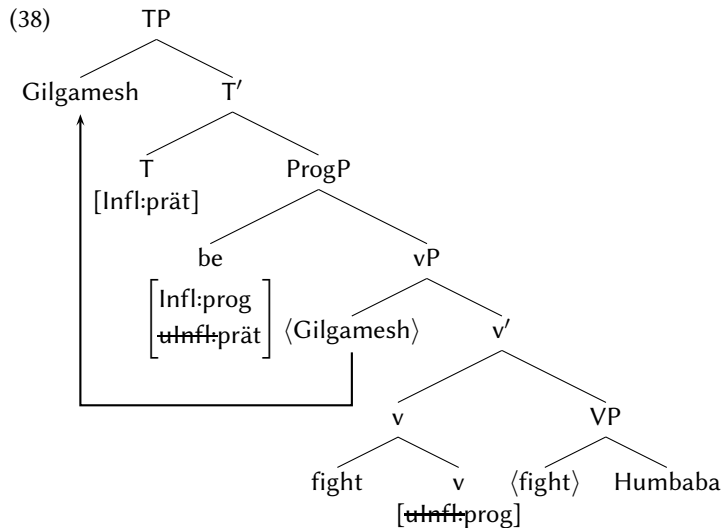 (38) TP
Gilgamesh T′
T ProgP
[Infl:prät]
be vP
[Infl:prog
uInfl:prät] ⟨Gilgamesh⟩ v′
v VP
fight v ⟨fight⟩ Humbaba
[uInfl:prog]